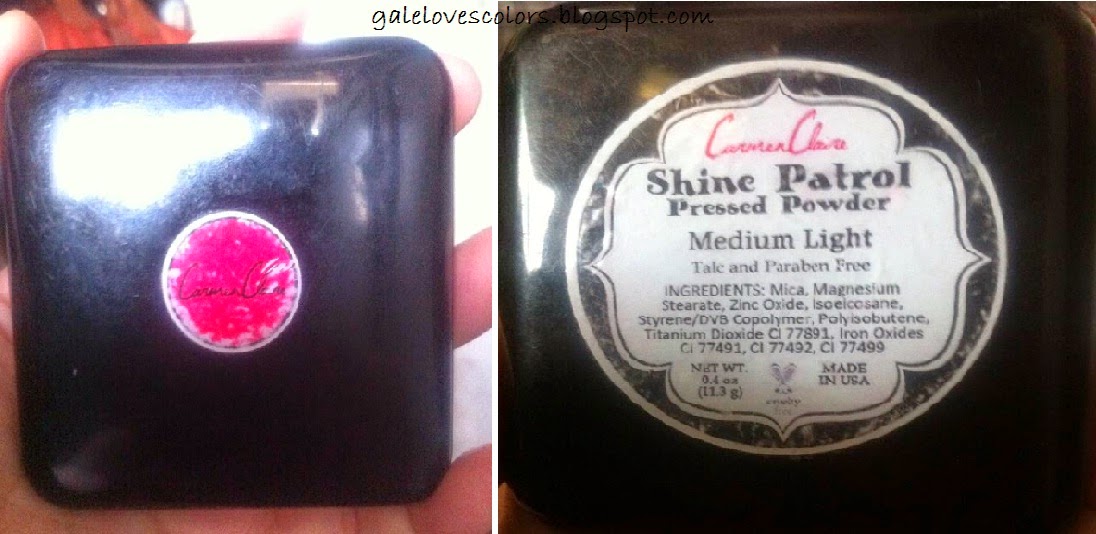 galelovescolors.blogspot.com
CarmenClaire
CarmenClaire
Shine Patrol
Pressed Powder
Medium Light
Talc and Paraben Free
INGREDIENTS: Mica, Magnesium
Stearate, Zinc Oxide, Isoeicosane,
Styrene/DVB Copolymer, Polyisobutene,
Titanium Dioxide CI 77891, Iron Oxides
CI 77491, CI 77492, CI 77499
NET WT.
0.4 oz
(11.3 g)
MADE
IN USA